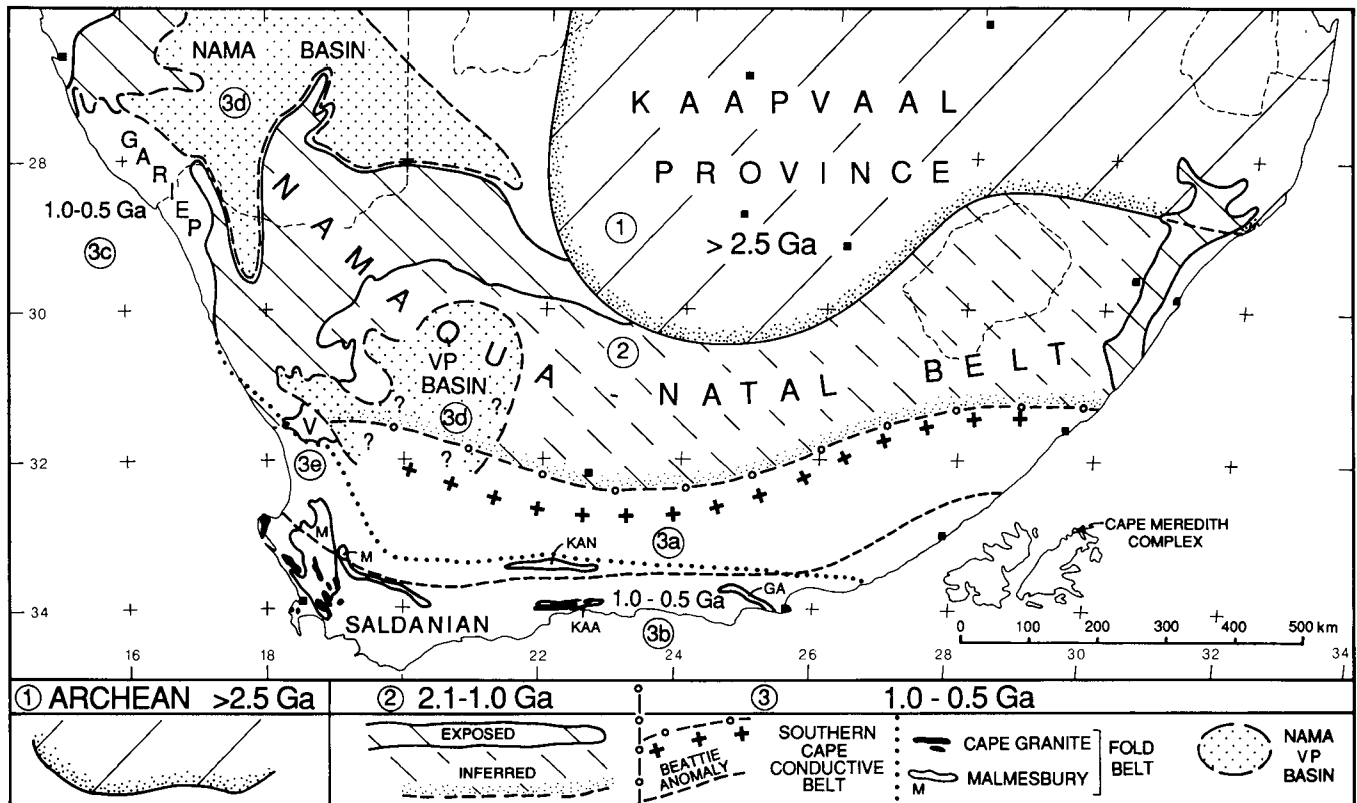 NAMA BASIN
3d
KAAPVAAL
PROVINCE
1
> 2.5 Ga
28
GARIEP
1.0-0.5 Ga
3c
NAMAQUA - NATAL BELT
30
2
VP
BASIN
3d
?
?
?
V
3e
32
3a
M
M
KAN
CAPE MEREDITH
COMPLEX
GA
1.0 - 0.5 Ga
34
SALDANIAN
KAA
3b
0 100 200 300 400 500 km
16 18 20 22 24 26 28 30 32 34
1 ARCHEAN >2.5 Ga
2 2.1-1.0 Ga
3 1.0 - 0.5 Ga
EXPOSED
INFERRED
BEATTIE
ANOMALY
SOUTHERN
CAPE
CONDUCTIVE
BELT
CAPE GRANITE
MALMESBURY
M
FOLD
BELT
NAMA
VP
BASIN